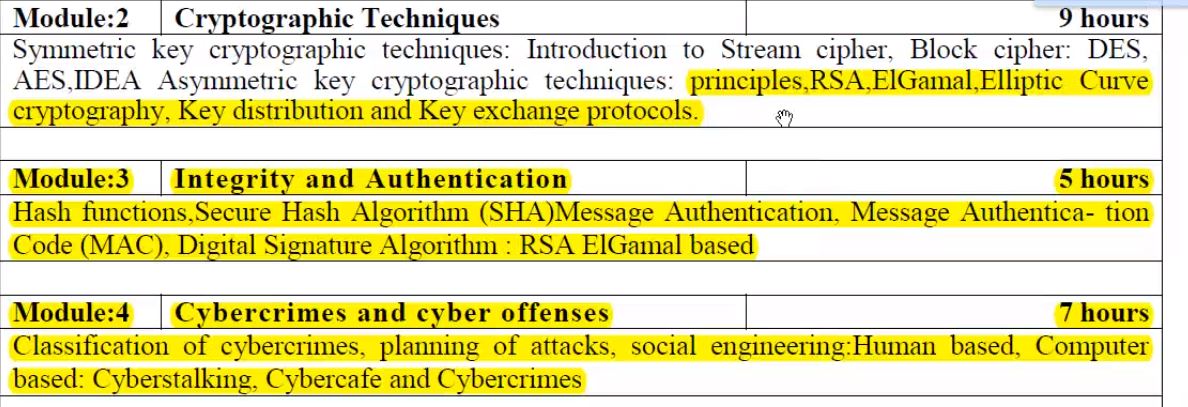 Module:2 Cryptographic Techniques 9 hours
Symmetric key cryptographic techniques: Introduction to Stream cipher, Block cipher: DES,
AES,IDEA Asymmetric key cryptographic techniques: principles,RSA,ElGamal,Elliptic Curve
cryptography, Key distribution and Key exchange protocols.
Module:3 Integrity and Authentication 5 hours
Hash functions,Secure Hash Algorithm (SHA)Message Authentication, Message Authentica- tion
Code (MAC), Digital Signature Algorithm : RSA ElGamal based
Module:4 Cybercrimes and cyber offenses 7 hours
Classification of cybercrimes, planning of attacks, social engineering:Human based, Computer
based: Cyberstalking, Cybercafe and Cybercrimes